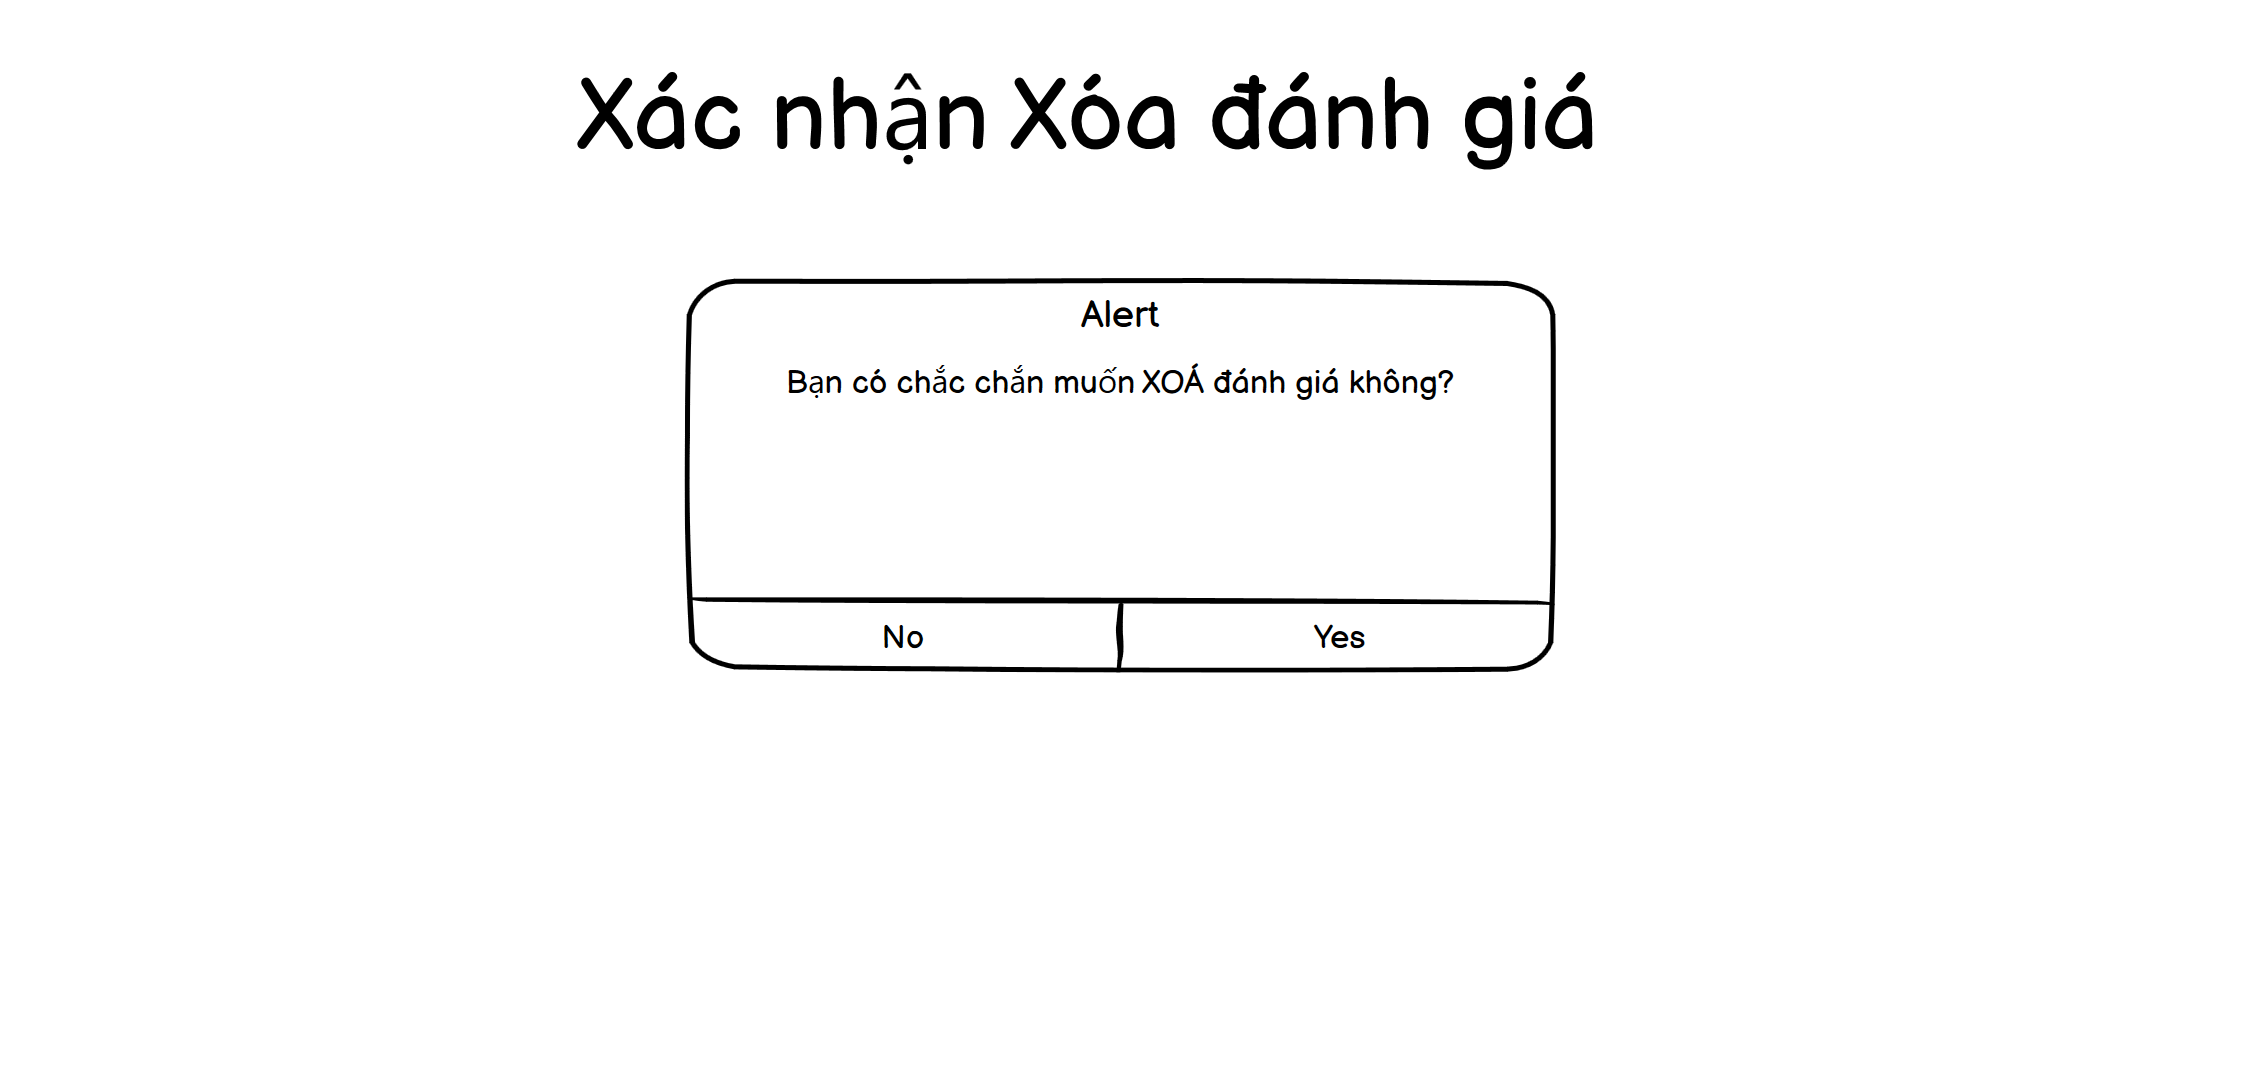 Xác nhận Xóa đánh giá
Alert
Bạn có chắc chắn muốn XOÁ đánh giá không?
No
Yes